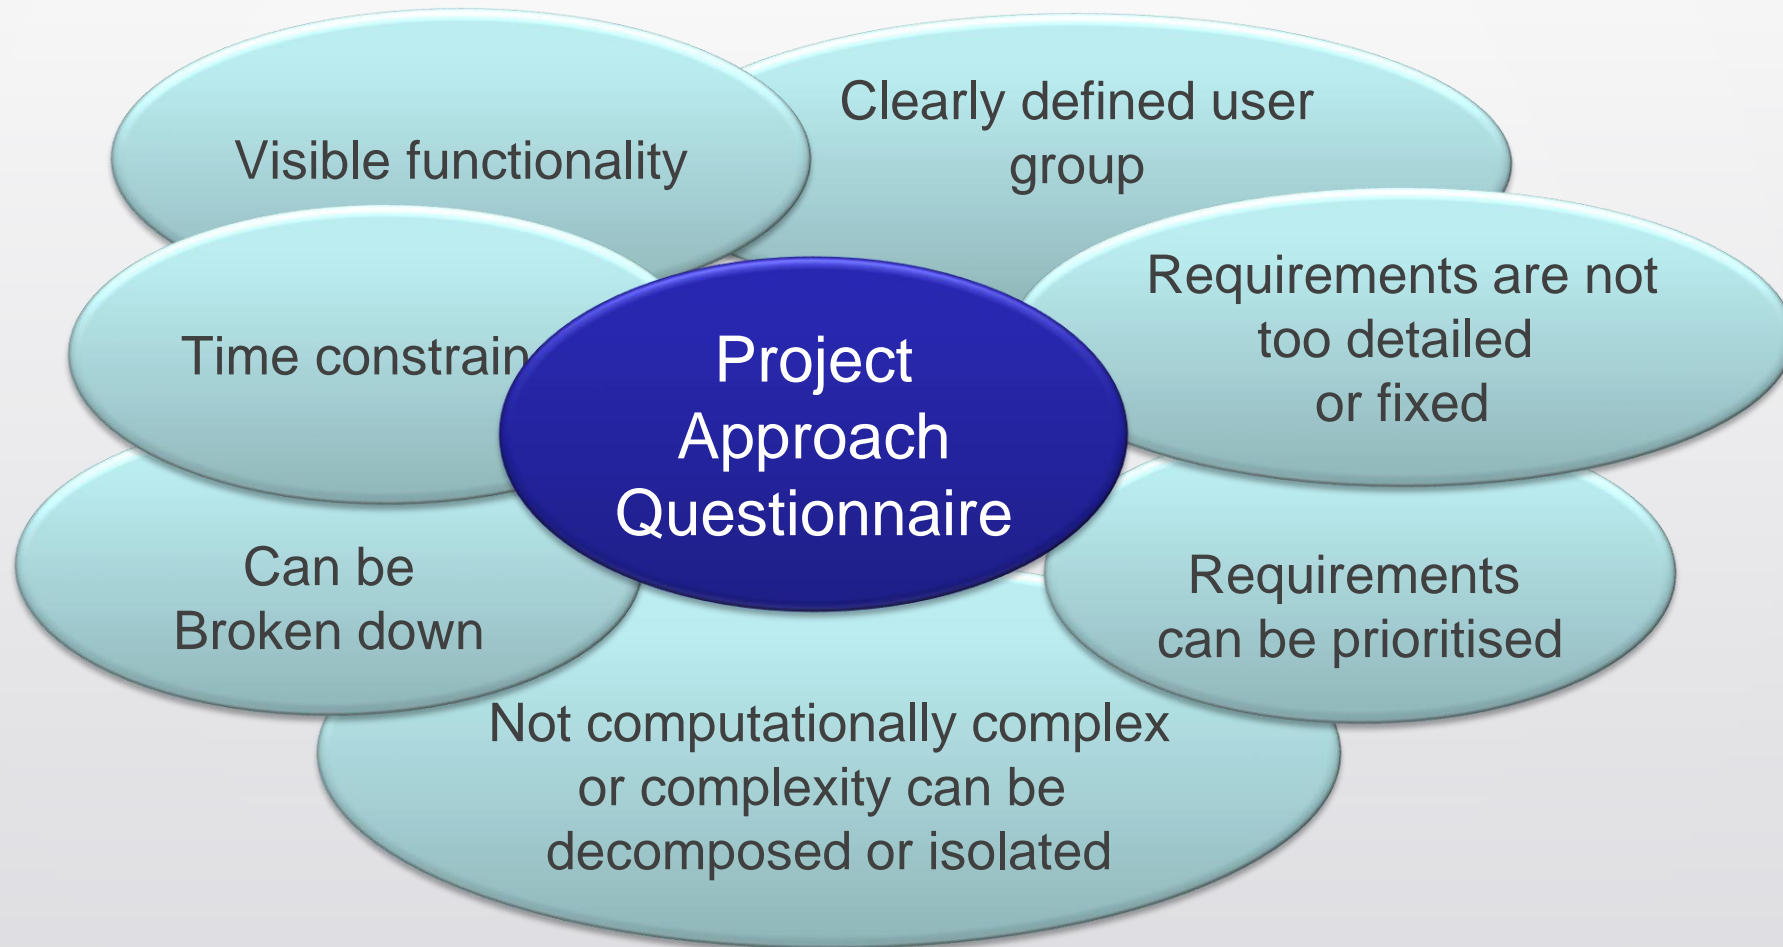 Visible functionality
Clearly defined user
group
Time constrain
Project
Approach
Questionnaire
Requirements are not
too detailed
or fixed
Can be
Broken down
Requirements
can be prioritised
Not computationally complex
or complexity can be
decomposed or isolated